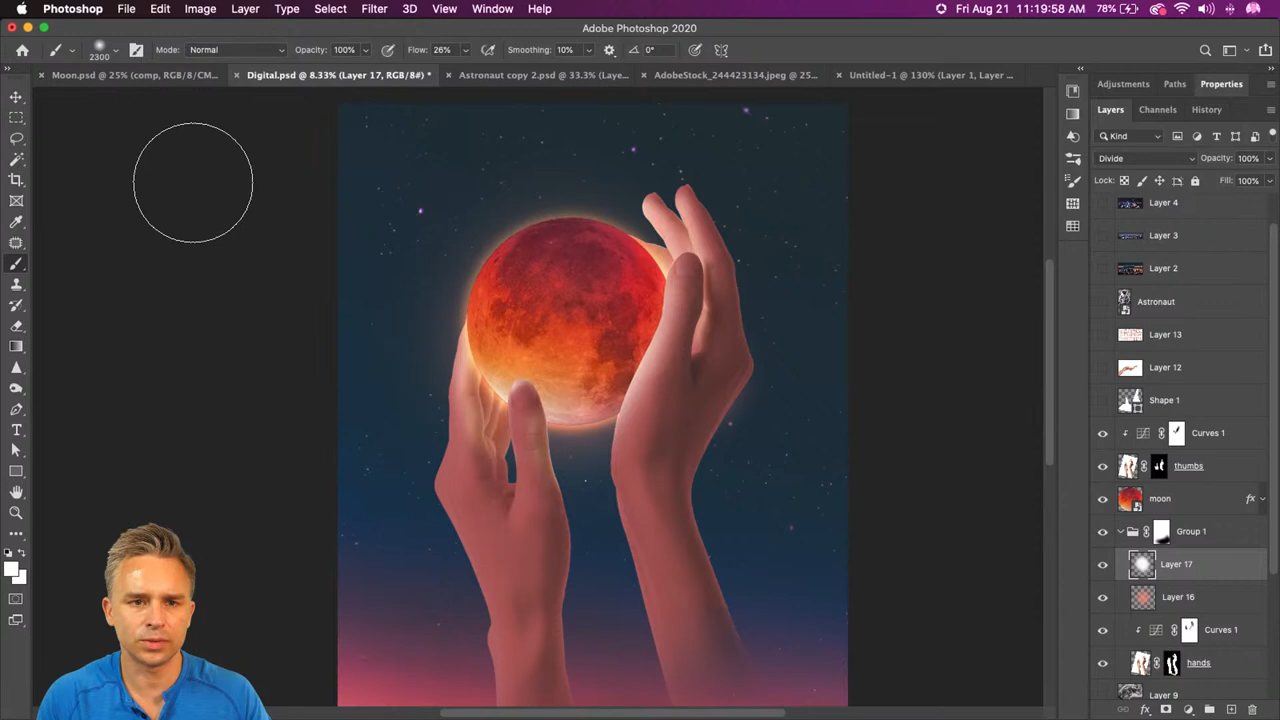 Photoshop File Edit Image Layer Type Select Filter 3D View Window Help Fri Aug 21 11:19:58 AM 78%
Adobe Photoshop 2020
2300 Mode: Normal Opacity: 100% Flow: 26% Smoothing: 10% 0°
Moon.psd @ 25% (comp, RGB/8/CM... Digital.psd @ 8.33% (Layer 17, RGB/8#) * Astronaut copy 2.psd @ 33.3% (Laye... AdobeStock_244423134.jpeg @ 25... Untitled-1 @ 130% (Layer 1, Layer ...
Adjustments Paths Properties
Layers Channels History
Kind
Divide Opacity: 100%
Lock: Fill: 100%
Layer 4
Layer 3
Layer 2
Astronaut
Layer 13
Layer 12
Shape 1
Curves 1
thumbs
moon fx
Group 1
Layer 17
Layer 16
Curves 1
hands
Layer 9
fx